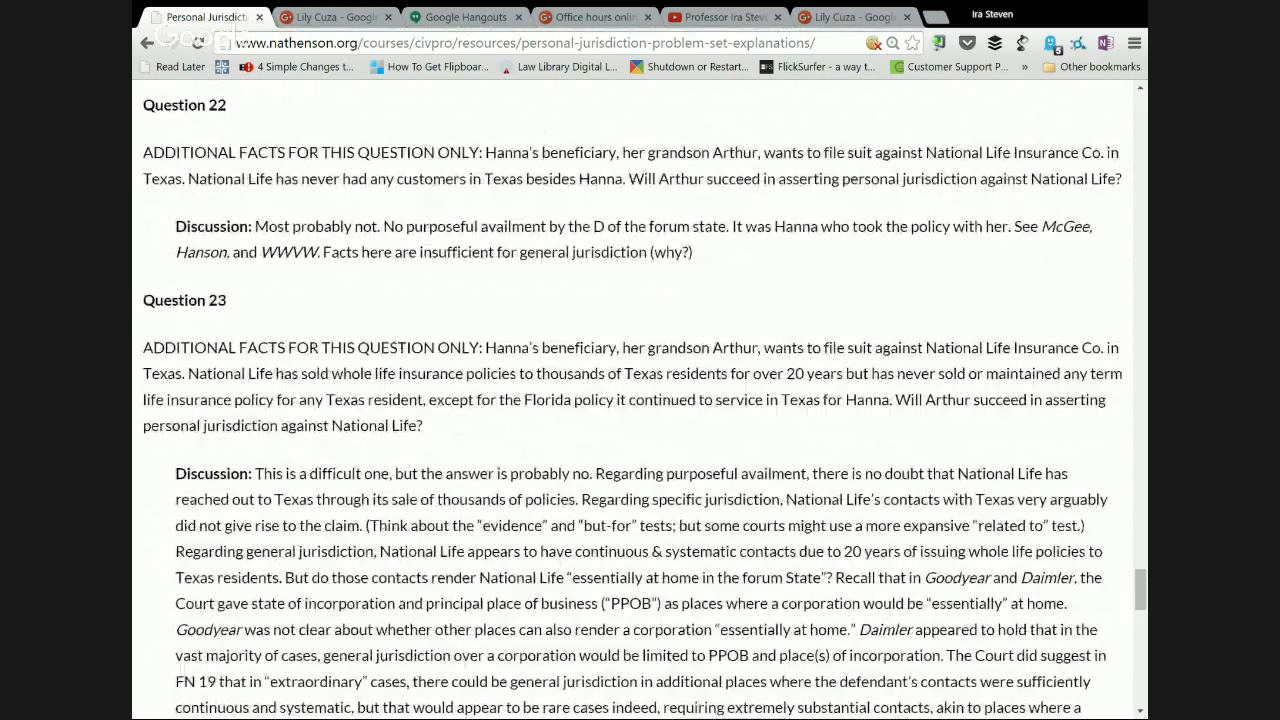 Personal Jurisdicti
Lily Cuza - Google
Google Hangouts
Office hours onlin
Professor Ira Steve
Lily Cuza - Google
Ira Steven
www.nathenson.org/courses/civpro/resources/personal-jurisdiction-problem-set-explanations/
5
Read Later
4 Simple Changes t...
How To Get Flipboar...
Law Library Digital L...
Shutdown or Restart...
FlickSurfer - a way t...
Customer Support P...
»
Other bookmarks
Question 22
ADDITIONAL FACTS FOR THIS QUESTION ONLY: Hanna's beneficiary, her grandson Arthur, wants to file suit against National Life Insurance Co. in
Texas. National Life has never had any customers in Texas besides Hanna. Will Arthur succeed in asserting personal jurisdiction against National Life?
Discussion: Most probably not. No purposeful availment by the D of the forum state. It was Hanna who took the policy with her. See McGee,
Hanson, and WWVW. Facts here are insufficient for general jurisdiction (why?)
Question 23
ADDITIONAL FACTS FOR THIS QUESTION ONLY: Hanna's beneficiary, her grandson Arthur, wants to file suit against National Life Insurance Co. in
Texas. National Life has sold whole life insurance policies to thousands of Texas residents for over 20 years but has never sold or maintained any term
life insurance policy for any Texas resident, except for the Florida policy it continued to service in Texas for Hanna. Will Arthur succeed in asserting
personal jurisdiction against National Life?
Discussion: This is a difficult one, but the answer is probably no. Regarding purposeful availment, there is no doubt that National Life has
reached out to Texas through its sale of thousands of policies. Regarding specific jurisdiction, National Life's contacts with Texas very arguably
did not give rise to the claim. (Think about the "evidence" and "but-for" tests; but some courts might use a more expansive "related to" test.)
Regarding general jurisdiction, National Life appears to have continuous & systematic contacts due to 20 years of issuing whole life policies to
Texas residents. But do those contacts render National Life "essentially at home in the forum State"? Recall that in Goodyear and Daimler, the
Court gave state of incorporation and principal place of business ("PPOB") as places where a corporation would be "essentially" at home.
Goodyear was not clear about whether other places can also render a corporation "essentially at home." Daimler appeared to hold that in the
vast majority of cases, general jurisdiction over a corporation would be limited to PPOB and place(s) of incorporation. The Court did suggest in
FN 19 that in "extraordinary" cases, there could be general jurisdiction in additional places where the defendant's contacts were sufficiently
continuous and systematic, but that would appear to be rare cases indeed, requiring extremely substantial contacts, akin to places where a